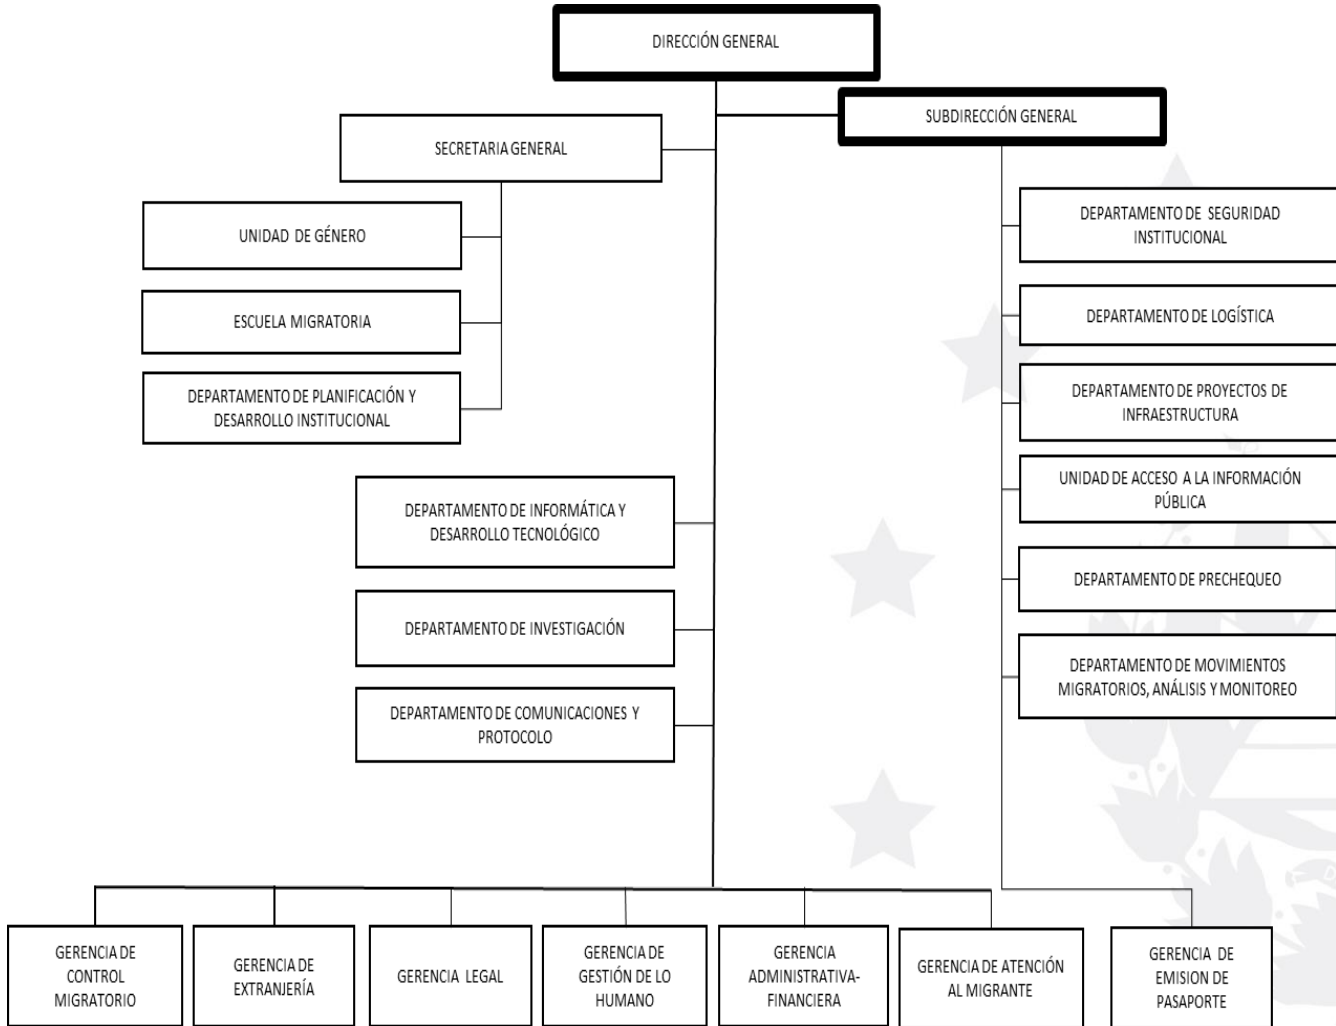 DIRECCIÓN GENERAL
SUBDIRECCIÓN GENERAL
SECRETARIA GENERAL
UNIDAD DE GÉNERO
ESCUELA MIGRATORIA
DEPARTAMENTO DE PLANIFICACIÓN Y
DESARROLLO INSTITUCIONAL
DEPARTAMENTO DE INFORMÁTICA Y
DESARROLLO TECNOLÓGICO
DEPARTAMENTO DE INVESTIGACIÓN
DEPARTAMENTO DE COMUNICACIONES Y
PROTOCOLO
DEPARTAMENTO DE SEGURIDAD
INSTITUCIONAL
DEPARTAMENTO DE LOGÍSTICA
DEPARTAMENTO DE PROYECTOS DE
INFRAESTRUCTURA
UNIDAD DE ACCESO A LA INFORMACIÓN
PÚBLICA
DEPARTAMENTO DE PRECHEQUEO
DEPARTAMENTO DE MOVIMIENTOS
MIGRATORIOS, ANÁLISIS Y MONITOREO
GERENCIA DE
CONTROL
MIGRATORIO
GERENCIA DE
EXTRANJERÍA
GERENCIA LEGAL
GERENCIA DE
GESTIÓN DE LO
HUMANO
GERENCIA
ADMINISTRATIVA-
FINANCIERA
GERENCIA DE ATENCIÓN
AL MIGRANTE
GERENCIA DE
EMISION DE
PASAPORTE